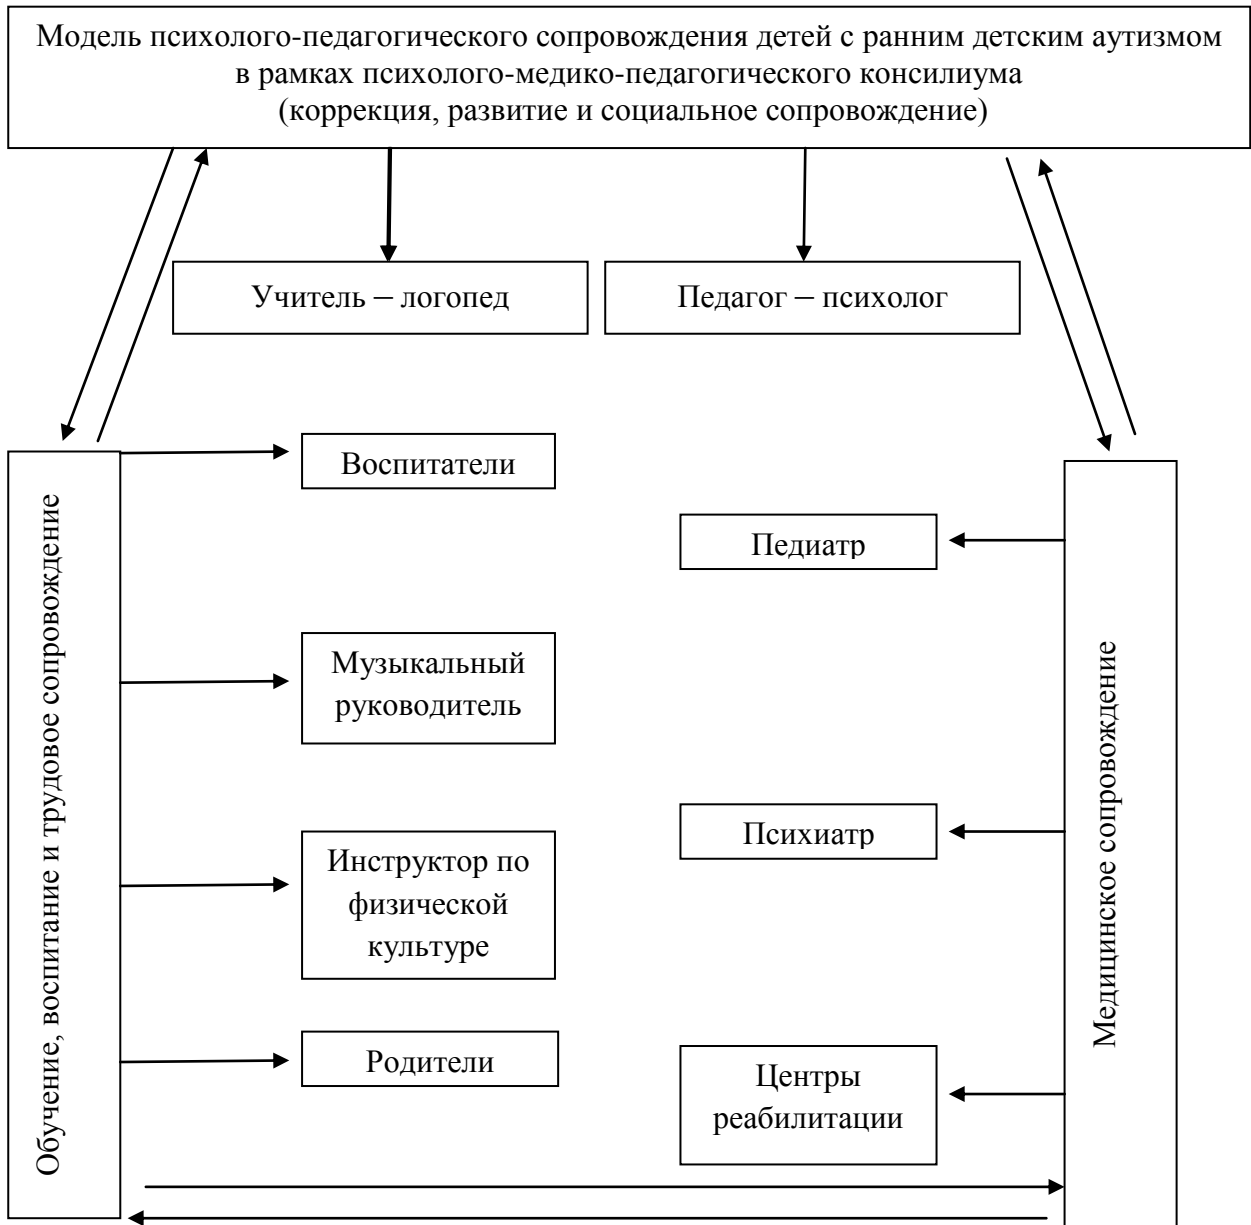 Модель психолого-педагогического сопровождения детей с ранним детским аутизмом
в рамках психолого-медико-педагогического консилиума
(коррекция, развитие и социальное сопровождение)
Учитель – логопед
Педагог – психолог
Обучение, воспитание и трудовое сопровождение
Воспитатели
Музыкальный
руководитель
Инструктор по
физической
культуре
Родители
Педиатр
Психиатр
Центры
реабилитации
Медицинское сопровождение